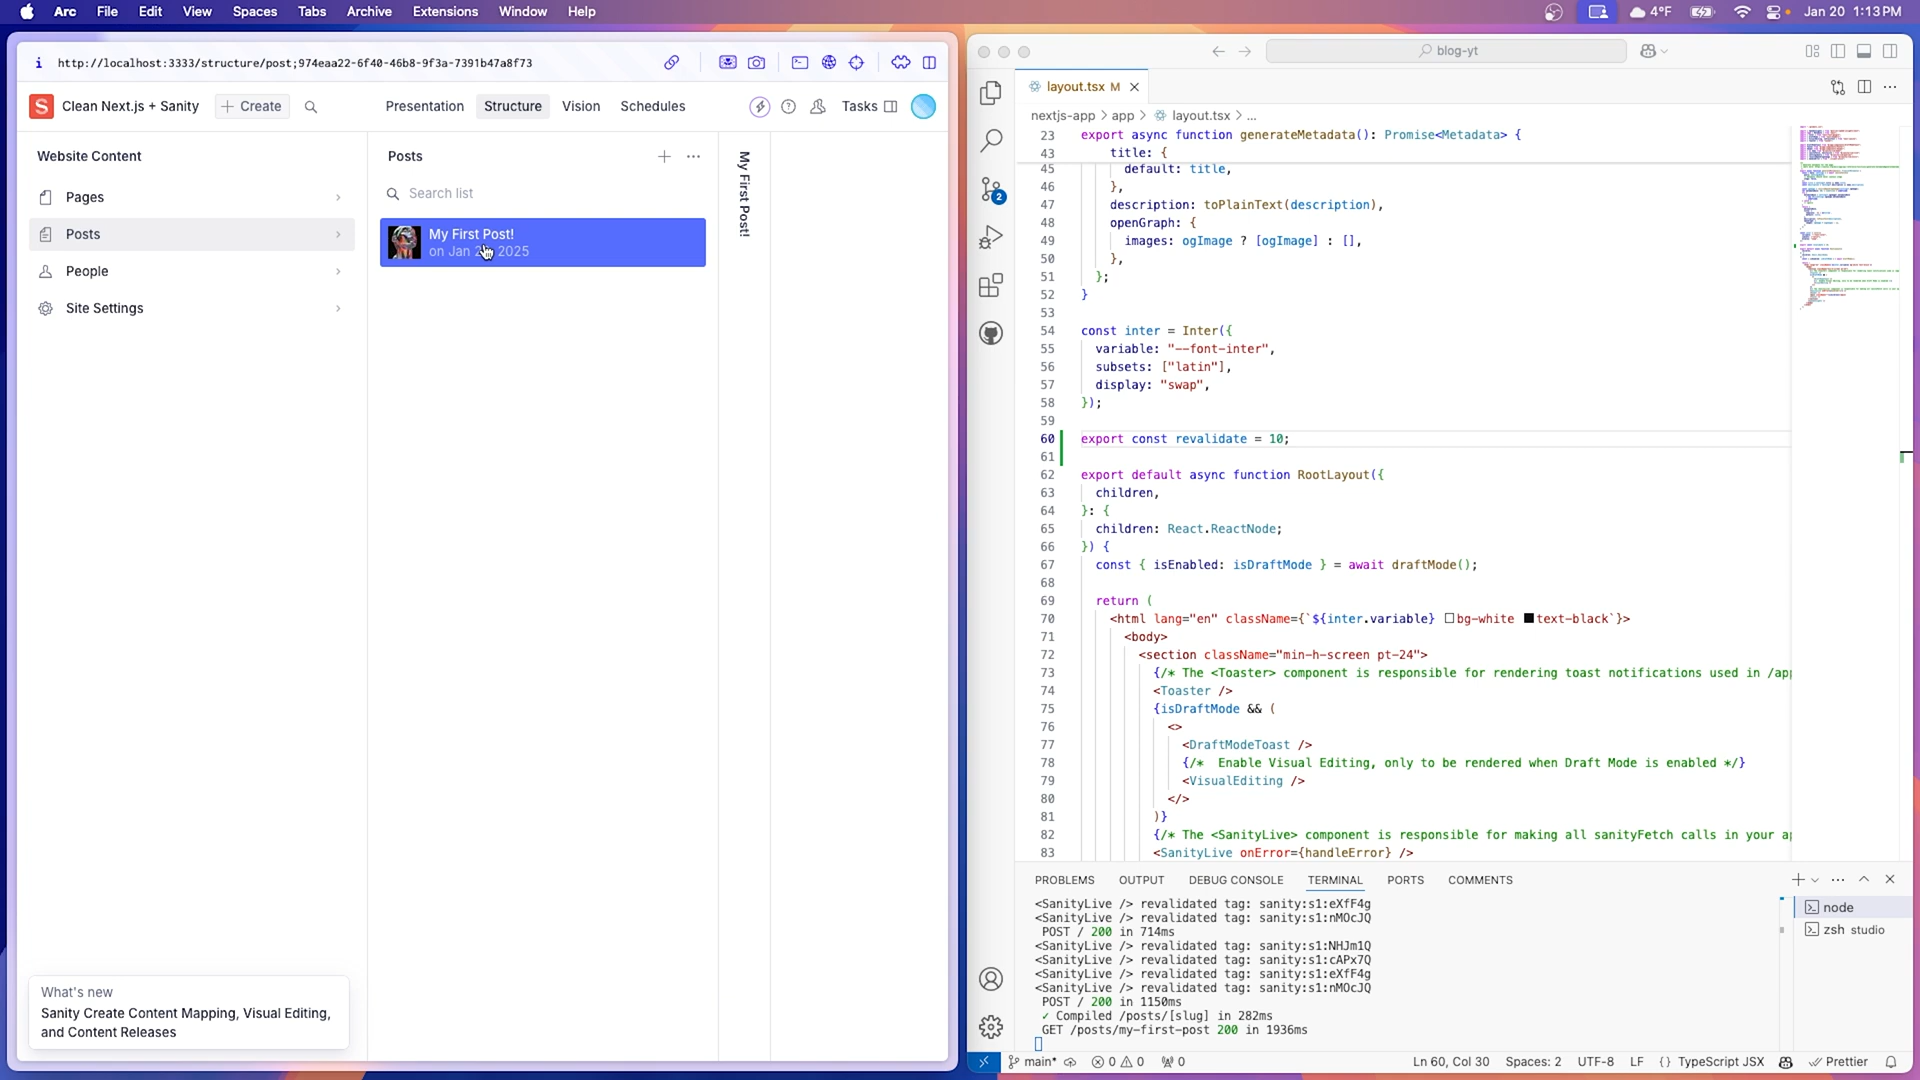 Arc File Edit View Spaces Tabs Archive Extensions Window Help
4°F Jan 20 1:13 PM
http://localhost:3333/structure/post;974eaa22-6f40-46b8-9f3a-7391b47a8f73
S Clean Next.js + Sanity + Create Presentation Structure Vision Schedules Tasks
Website Content
Pages
Posts
People
Site Settings
Posts
Search list
My First Post!
on Jan 2 2025
My First Post!
What's new
Sanity Create Content Mapping, Visual Editing,
and Content Releases
blog-yt
layout.tsx M
nextjs-app > app > layout.tsx > ...
2
23 export async function generateMetadata(): Promise<Metadata> {
43 title: {
45 default: title,
46 },
47 description: toPlainText(description),
48 openGraph: {
49 images: ogImage ? [ogImage] : [],
50 },
51 };
52 }
53
54 const inter = Inter({
55 variable: "--font-inter",
56 subsets: ["latin"],
57 display: "swap",
58 });
59
60 export const revalidate = 10;
61
62 export default async function RootLayout({
63 children,
64 }: {
65 children: React.ReactNode;
66 }) {
67 const { isEnabled: isDraftMode } = await draftMode();
68
69 return (
70 <html lang="en" className={`${inter.variable} bg-white text-black`}>
71 <body>
72 <section className="min-h-screen pt-24">
73 {/* The <Toaster> component is responsible for rendering toast notifications used in /app
74 <Toaster />
75 {isDraftMode && (
76 <>
77 <DraftModeToast />
78 {/* Enable Visual Editing, only to be rendered when Draft Mode is enabled */}
79 <VisualEditing />
80 </>
81 )}
82 {/* The <SanityLive> component is responsible for making all sanityFetch calls in your a
83 <SanityLive onError={handleError} />
PROBLEMS OUTPUT DEBUG CONSOLE TERMINAL PORTS COMMENTS
<SanityLive /> revalidated tag: sanity:s1:eXfF4g
<SanityLive /> revalidated tag: sanity:s1:nMOcJQ
POST / 200 in 714ms
<SanityLive /> revalidated tag: sanity:s1:NHJm1Q
<SanityLive /> revalidated tag: sanity:s1:cAPx7Q
<SanityLive /> revalidated tag: sanity:s1:eXfF4g
<SanityLive /> revalidated tag: sanity:s1:nMOcJQ
POST / 200 in 1150ms
✓ Compiled /posts/[slug] in 282ms
GET /posts/my-first-post 200 in 1936ms
node
zsh studio
main* 0 0 0 Ln 60, Col 30 Spaces: 2 UTF-8 LF {} TypeScript JSX Prettier